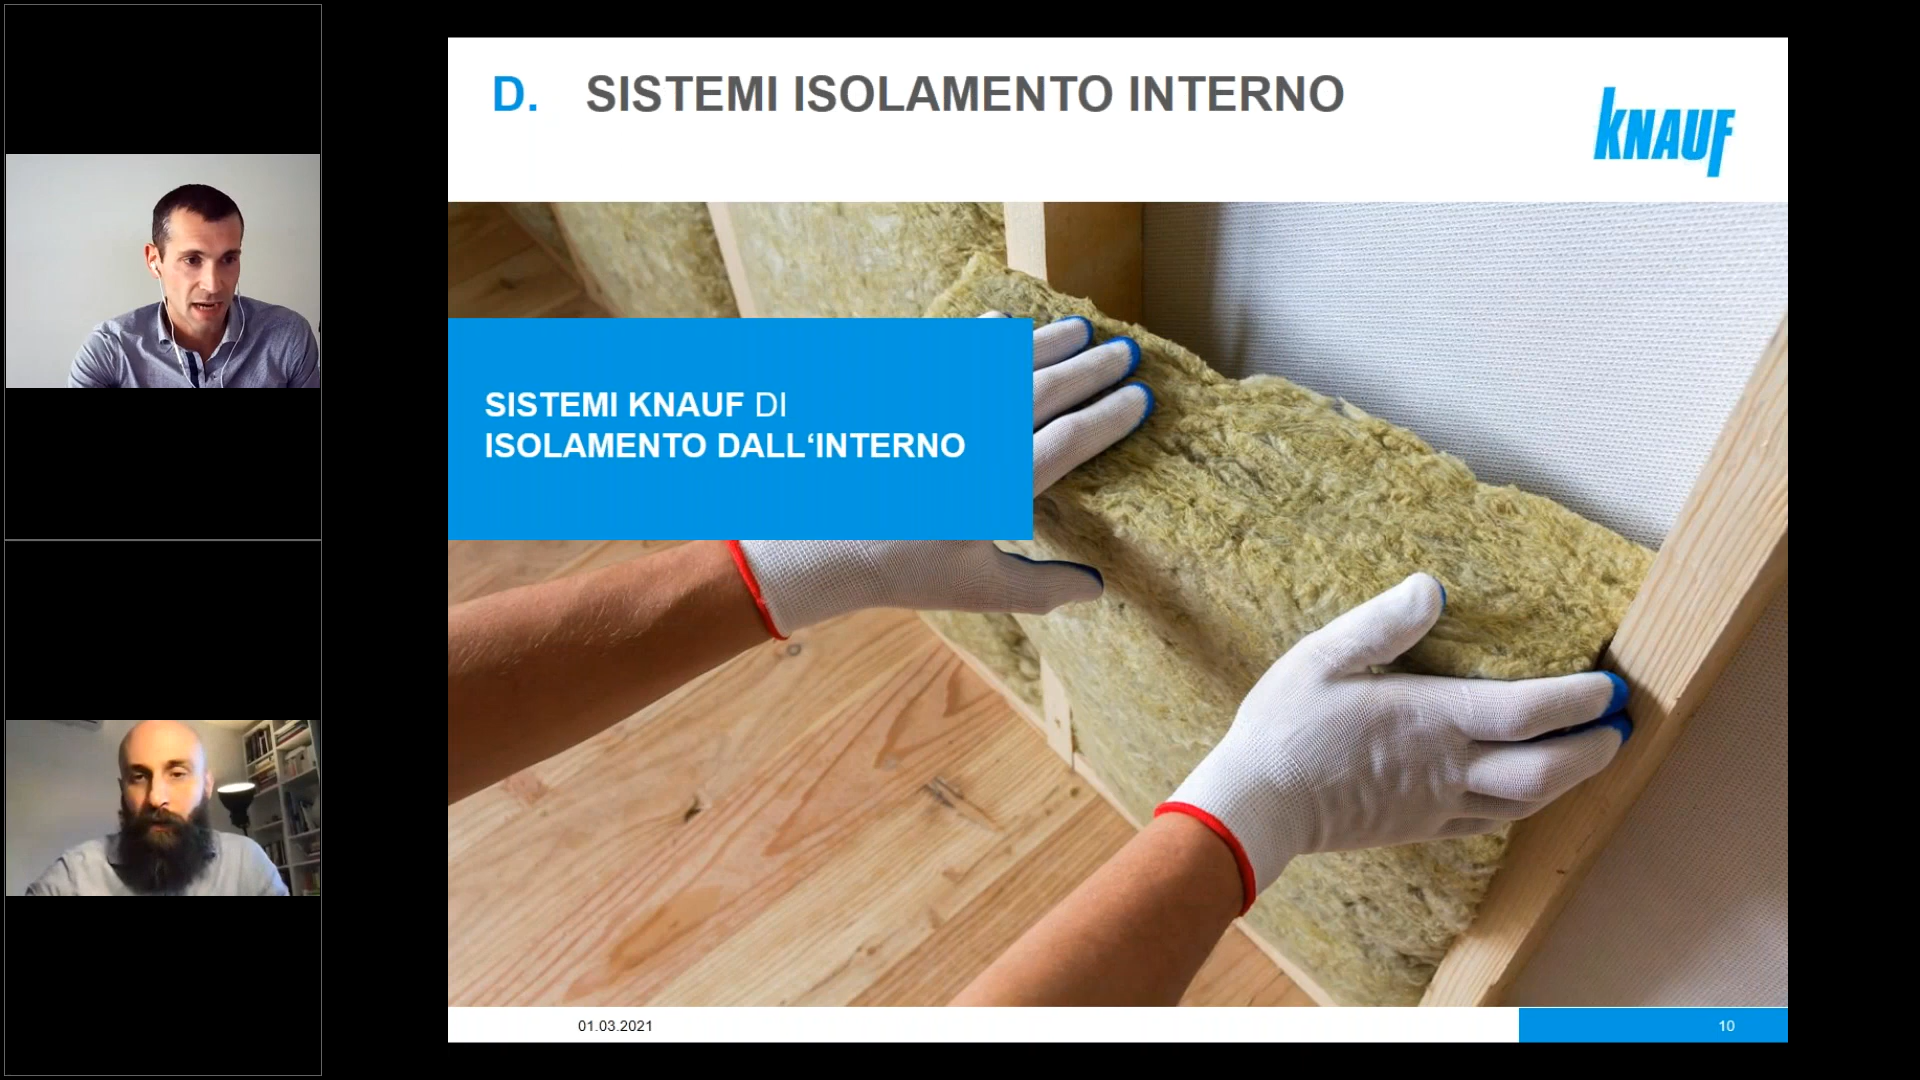 D. SISTEMI ISOLAMENTO INTERNO
KNAUF
SISTEMI KNAUF DI
ISOLAMENTO DALL‘INTERNO
01.03.2021
10